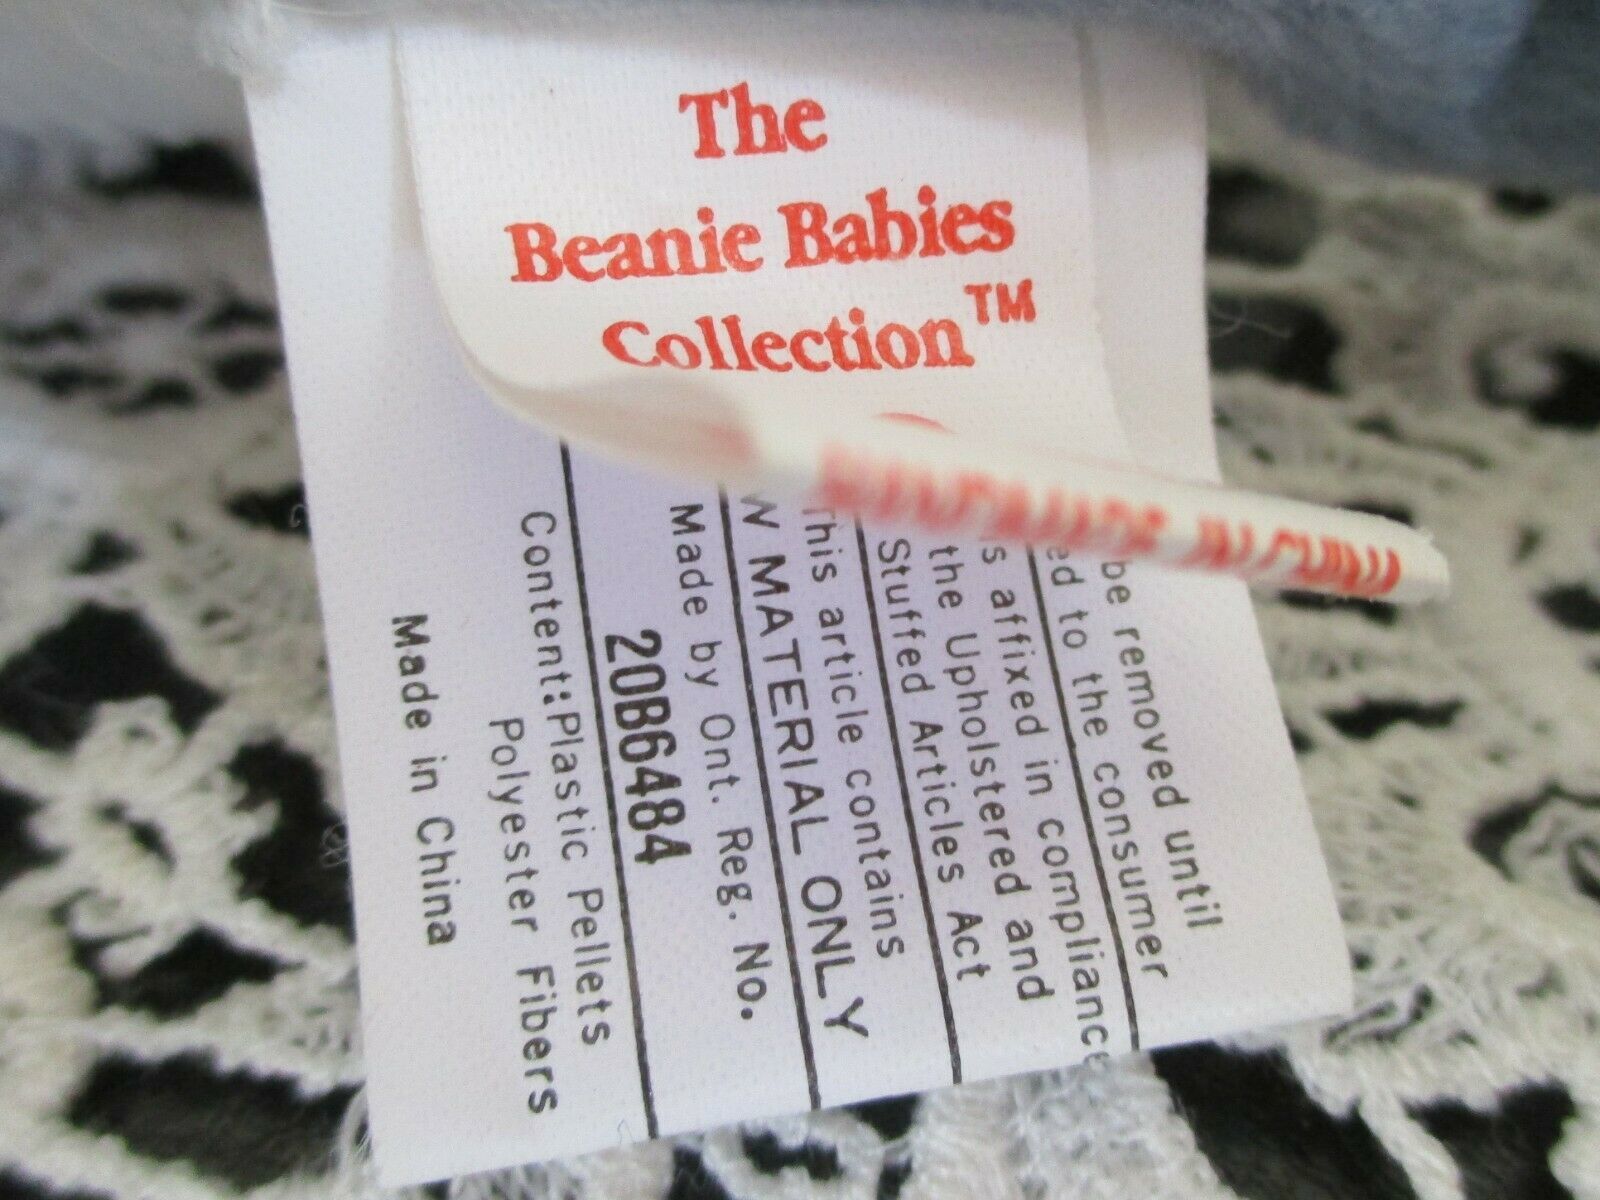 The
Beanie Babies
Collection™
be removed until
to the consumer
affixed in compliance
the Upholstered and
Stuffed Articles Act
This article contains
MATERIAL ONLY
Made by Ont. Reg. No.
20B6484
Content:Plastic Pellets
Polyester Fibers
Made in China